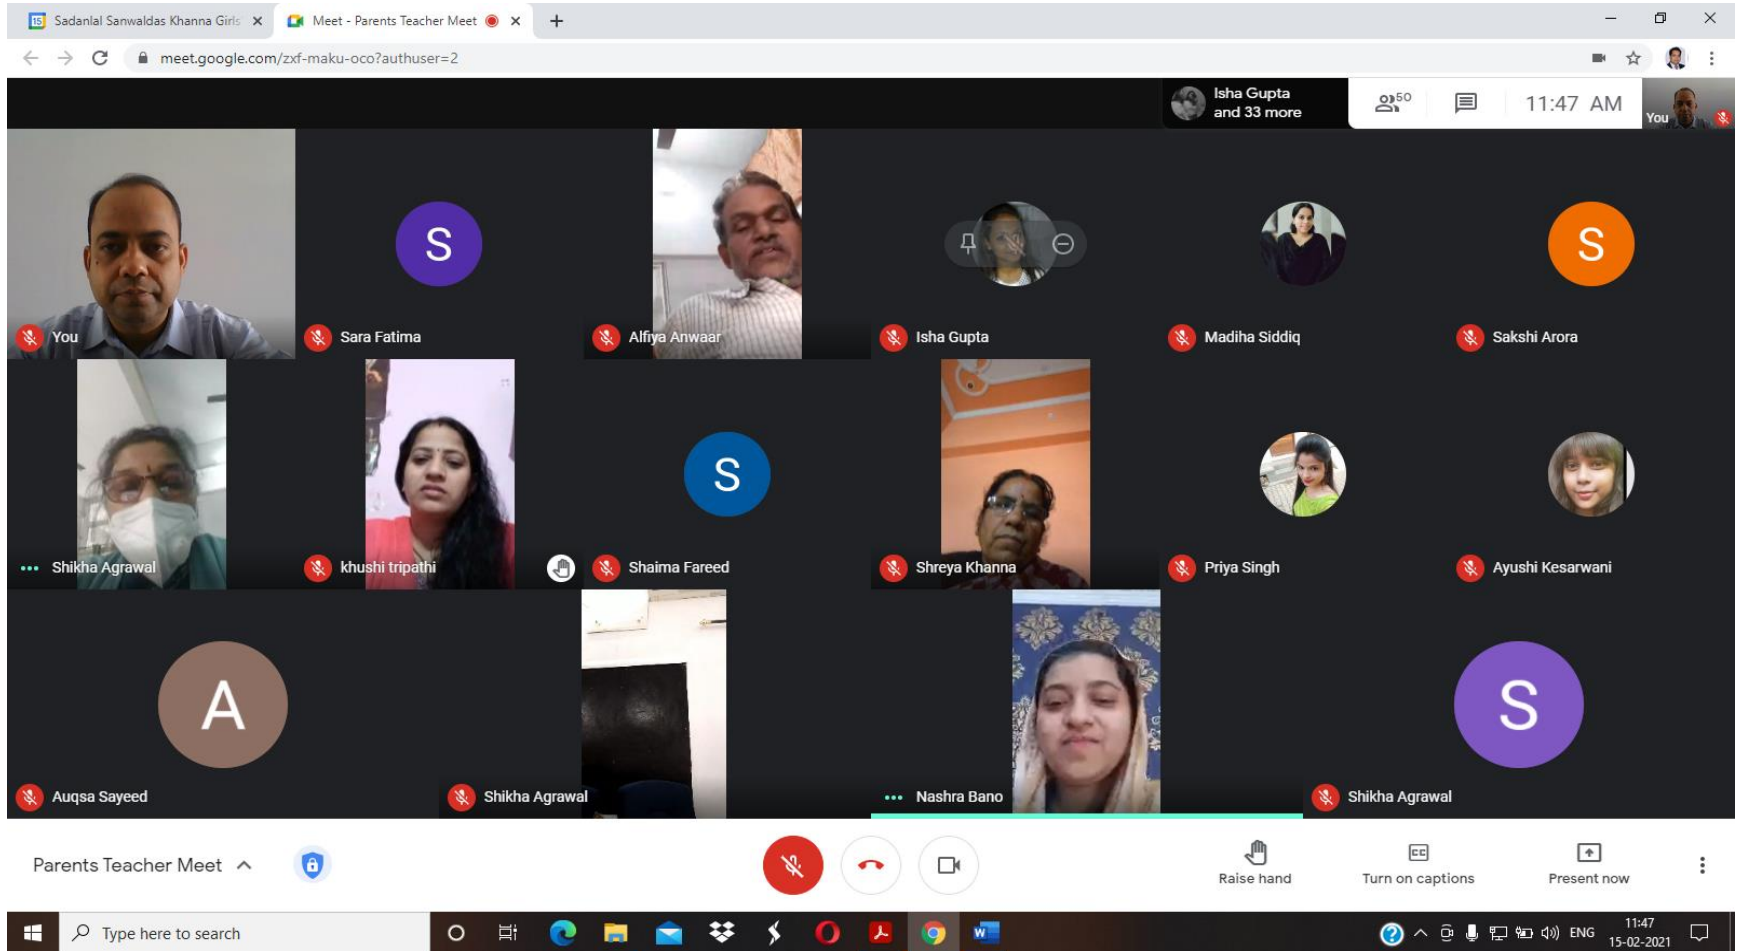 15 Sadanlal Sanwaldas Khanna Girls
Meet - Parents Teacher Meet
meet.google.com/zxf-maku-oco?authuser=2
Isha Gupta
and 33 more
50
11:47 AM
You
You
S
Sara Fatima
Alfiya Anwaar
Isha Gupta
Madiha Siddiq
S
Sakshi Arora
Shikha Agrawal
khushi tripathi
S
Shaima Fareed
Shreya Khanna
Priya Singh
Ayushi Kesarwani
A
Auqsa Sayeed
Shikha Agrawal
Nashra Bano
S
Shikha Agrawal
Parents Teacher Meet
Raise hand
CC
Turn on captions
Present now
Type here to search
W
ENG
11:47
15-02-2021